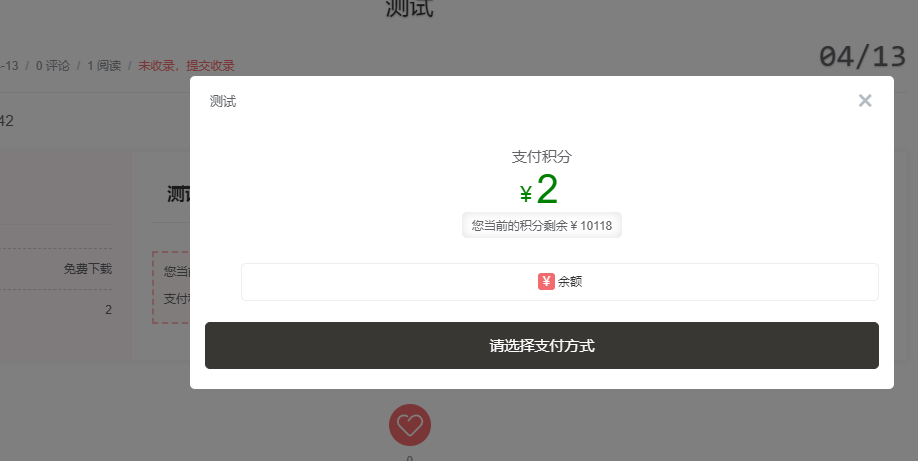 测试
-13 / 0 评论 / 1 阅读 / 未收录，提交收录
04/13
测试
42
支付积分
¥2
您当前的积分剩余 ¥ 10118
测
免费下载
您当
¥ 余额
支付
2
请选择支付方式
0